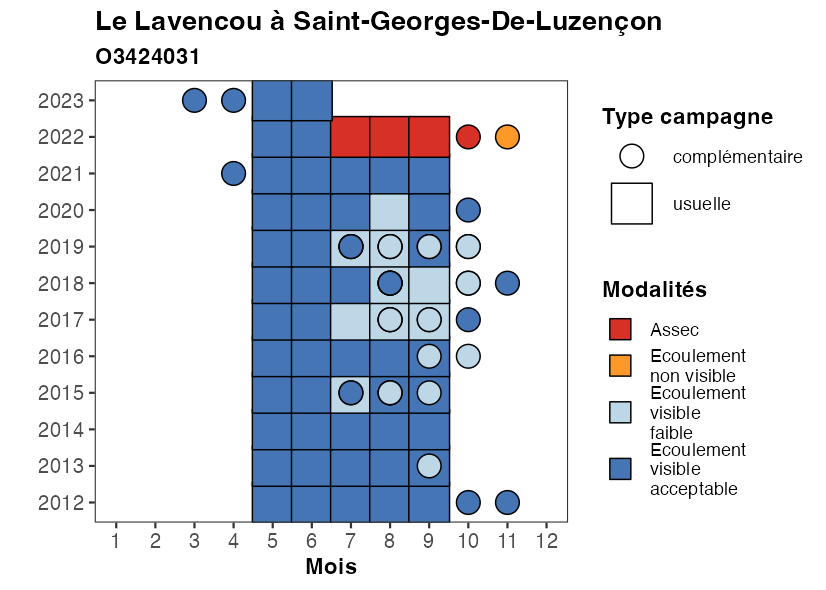 Le Lavencou à Saint-Georges-De-Luzençon
O3424031
2023
2022
2021
2020
2019
2018
2017
2016
2015
2014
2013
2012
1 2 3 4 5 6 7 8 9 10 11 12
Mois
Type campagne
complémentaire
usuelle
Modalités
Assec
Ecoulement
non visible
Ecoulement
visible
faible
Ecoulement
visible
acceptable